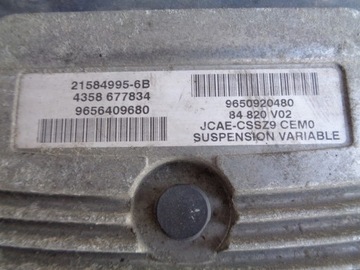 21584995-6B
4358 677834
9656409680
9650920480
84 820 V02
JCAE-CSSZ9 CEM0
SUSPENSION VARIABLE